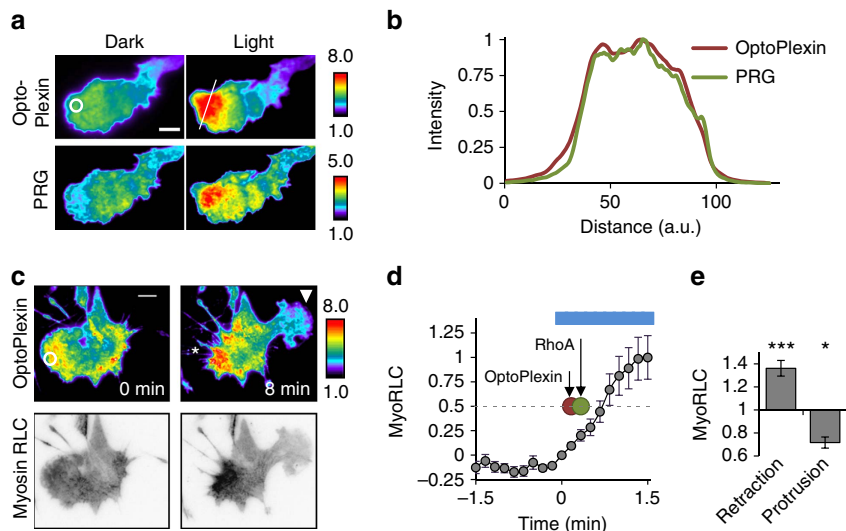 a
Dark
Light
Opto-
Plexin
8.0
1.0
PRG
5.0
1.0
b
Intensity
1
0.75
0.5
0.25
0
0
50
100
Distance (a.u.)
OptoPlexin
PRG
c
OptoPlexin
0 min
*
8 min
8.0
1.0
Myosin RLC
d
MyoRLC
1.25
1
0.75
0.5
0.25
0
−0.25
−1.5
0
1.5
Time (min)
RhoA
OptoPlexin
e
MyoRLC
***
*
1.4
1.2
1
0.8
0.6
Retraction
Protrusion